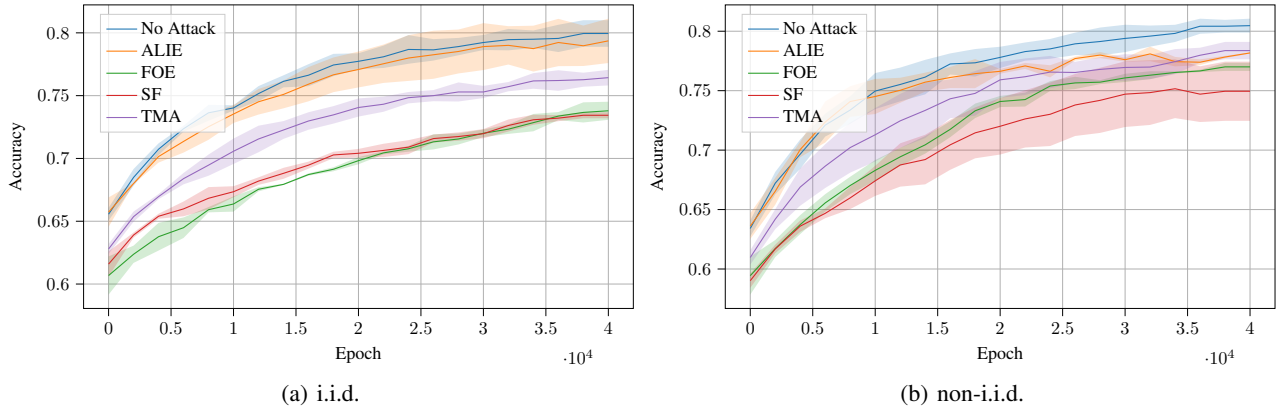 0.8
0.75
0.7
0.65
0.6
Accuracy
No Attack
ALIE
FOE
SF
TMA
0 0.5 1 1.5 2 2.5 3 3.5 4
Epoch
·10⁴
(a) i.i.d.
0.8
0.75
0.7
0.65
0.6
Accuracy
No Attack
ALIE
FOE
SF
TMA
0 0.5 1 1.5 2 2.5 3 3.5 4
Epoch
·10⁴
(b) non-i.i.d.